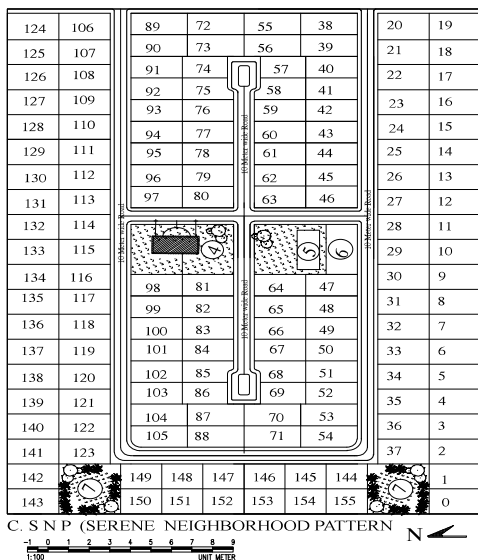 124 106 89 72 55 38 20 19
125 107 90 73 56 39 21 18
126 108 91 74 57 40 22 17
127 109 92 75 58 41 23 16
128 110 93 76 59 42 24 15
129 111 94 77 60 43 25 14
130 112 95 78 61 44 26 13
131 113 96 79 62 45 27 12
132 114 97 80 63 46 28 11
10 Meter wide Road
10 Meter wide Road
10 Meter wide Road
133 115 4 5 6 29 10
134 116 98 81 64 47 30 9
135 117 99 82 65 48 31 8
136 118 100 83 66 49 32 7
137 119 101 84 67 50 33 6
10 Meter wide Road
138 120 102 85 68 51 34 5
139 121 103 86 69 52 35 4
140 122 104 87 70 53 36 3
141 123 105 88 71 54 37 2
142 7 149 148 147 146 145 144 7 1
143 150 151 152 153 154 155 0
C. S N P (SERENE NEIGHBORHOOD PATTERN
N
-1 0 1 2 3 4 5 6 7 8 9
1:100 UNIT METER